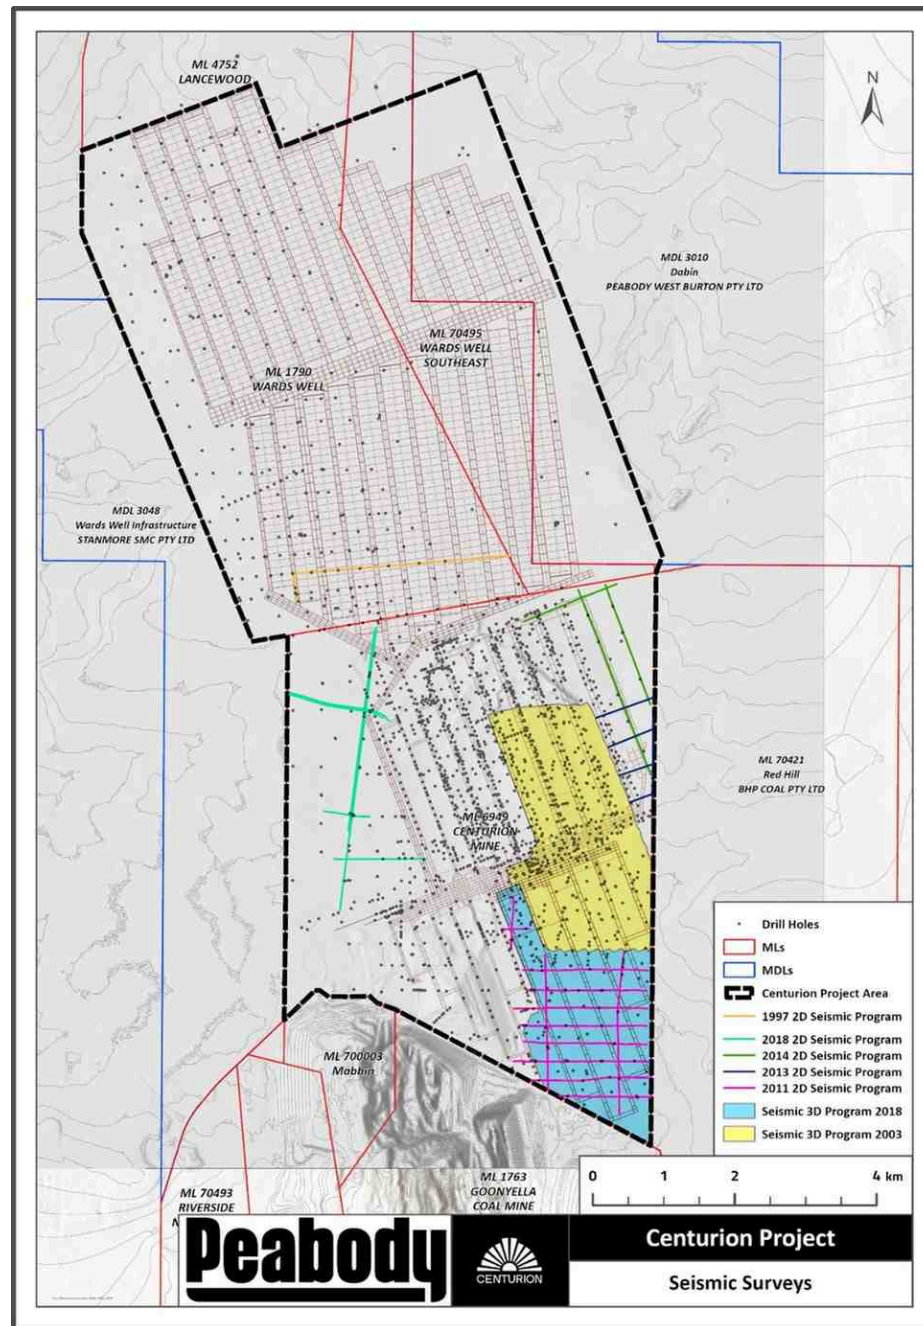 ML 4752
LANCEWOOD
N
MDL 3010
Dabin
PEABODY WEST BURTON PTY LTD
ML 70495
WARDS WELL
SOUTHEAST
ML 1790
WARDS WELL
MDL 3048
Wards Well Infrastructure
STANMORE SMC PTY LTD
ML 70421
Red Hill
BHP COAL PTY LTD
ML 6949
CENTURION
MINE
Drill Holes
MLs
MDLs
Centurion Project Area
1997 2D Seismic Program
2018 2D Seismic Program
2014 2D Seismic Program
2013 2D Seismic Program
2011 2D Seismic Program
Seismic 3D Program 2018
Seismic 3D Program 2003
ML 700003
Mabbin
0 1 2 4 km
ML 70493
RIVERSIDE
N
ML 1763
GOONYELLA
COAL MINE
Peabody
CENTURION
Centurion Project
Seismic Surveys